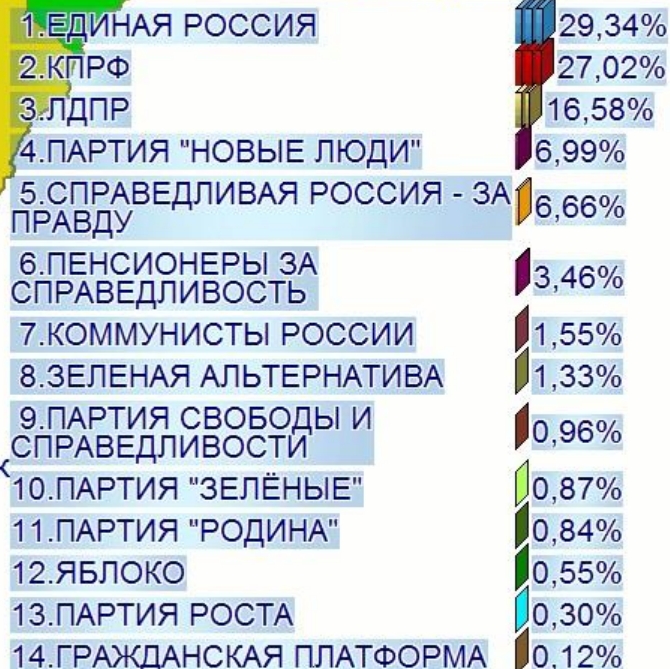 1.ЕДИНАЯ РОССИЯ 29,34%
2.КПРФ 27,02%
3.ЛДПР 16,58%
4.ПАРТИЯ "НОВЫЕ ЛЮДИ" 6,99%
5.СПРАВЕДЛИВАЯ РОССИЯ - ЗА
ПРАВДУ 6,66%
6.ПЕНСИОНЕРЫ ЗА
СПРАВЕДЛИВОСТЬ 3,46%
7.КОММУНИСТЫ РОССИИ 1,55%
8.ЗЕЛЕНАЯ АЛЬТЕРНАТИВА 1,33%
9.ПАРТИЯ СВОБОДЫ И
СПРАВЕДЛИВОСТИ 0,96%
10.ПАРТИЯ "ЗЕЛЁНЫЕ" 0,87%
11.ПАРТИЯ "РОДИНА" 0,84%
12.ЯБЛОКО 0,55%
13.ПАРТИЯ РОСТА 0,30%
14.ГРАЖДАНСКАЯ ПЛАТФОРМА 0,12%